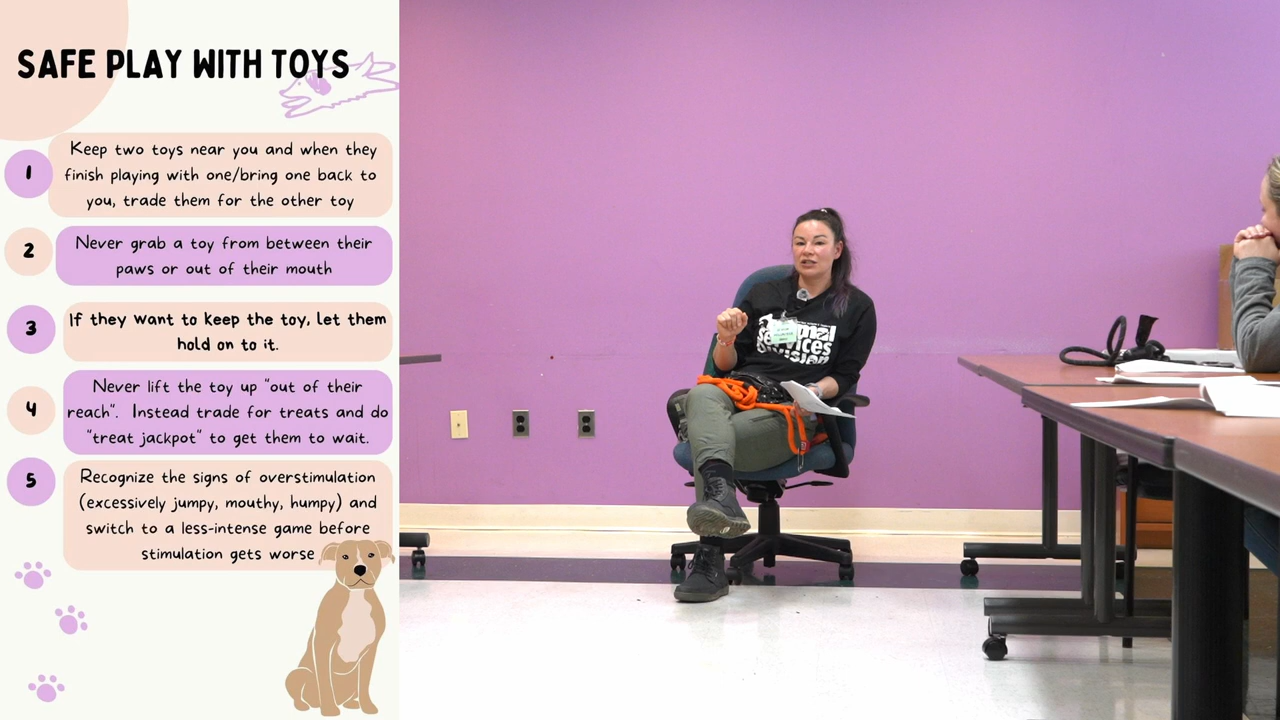 SAFE PLAY WITH TOYS
1
Keep two toys near you and when they
finish playing with one/bring one back to
you, trade them for the other toy
2
Never grab a toy from between their
paws or out of their mouth
3
If they want to keep the toy, let them
hold on to it.
4
Never lift the toy up "out of their
reach". Instead trade for treats and do
"treat jackpot" to get them to wait.
5
Recognize the signs of overstimulation
(excessively jumpy, mouthy, humpy) and
switch to a less-intense game before
stimulation gets worse
services
division